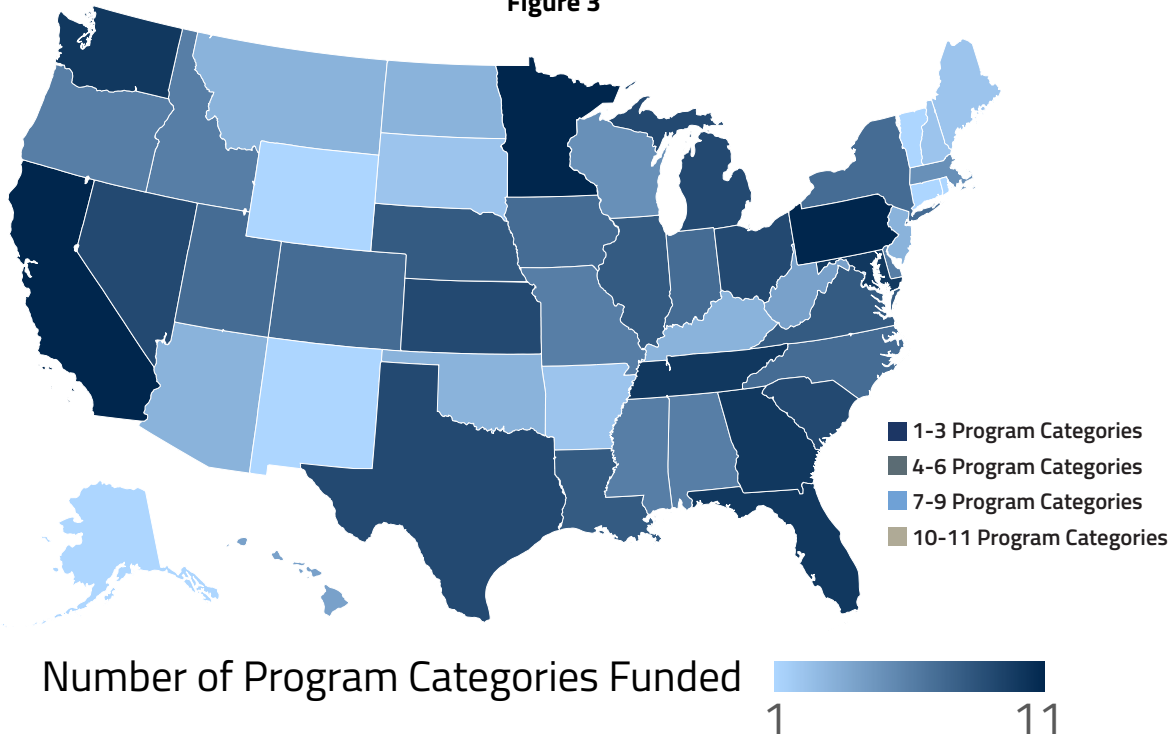 Figure 3
1-3 Program Categories
4-6 Program Categories
7-9 Program Categories
10-11 Program Categories
Number of Program Categories Funded
1 11